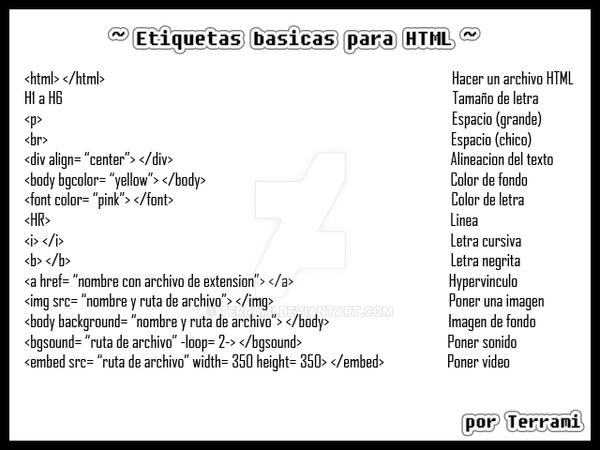 ~ Etiquetas basicas para HTML ~
<html> </html> Hacer un archivo HTML
H1 a H6 Tamaño de letra
<p> Espacio (grande)
<br> Espacio (chico)
<div align= “center”> </div> Alineacion del texto
<body bgcolor= “yellow”> </body> Color de fondo
<font color= “pink”> </font> Color de letra
<HR> Linea
<i> </i> Letra cursiva
<b> </b> Letra negrita
<a href= “nombre con archivo de extension”> </a> Hypervinculo
<img src= “nombre y ruta de archivo”> </img> Poner una imagen
<body background= “nombre y ruta de archivo”> </body> Imagen de fondo
<bgsound= “ruta de archivo” -loop= 2-> </bgsound> Poner sonido
<embed src= “ruta de archivo” width= 350 height= 350> </embed> Poner video
por Terrami